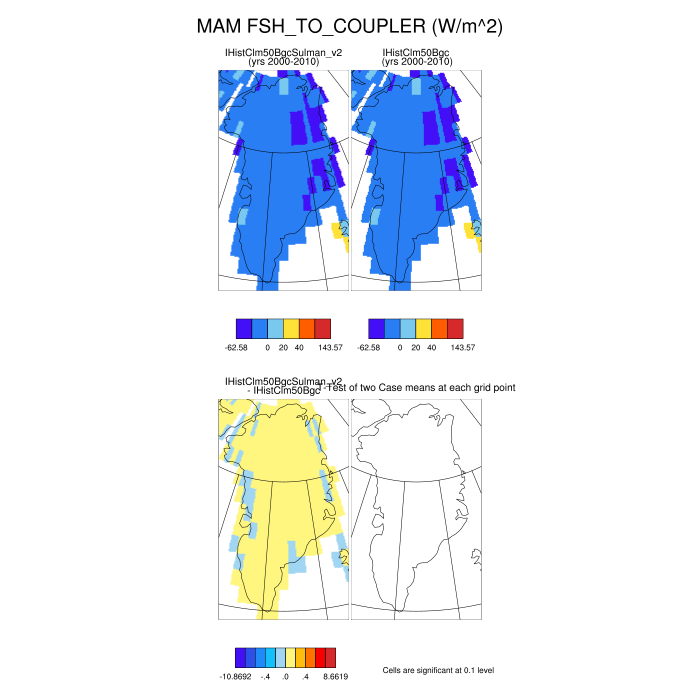 MAM FSH_TO_COUPLER (W/m^2)
IHistClm50BgcSulman_v2
(yrs 2000-2010)
IHistClm50Bgc
(yrs 2000-2010)
-62.58 0 20 40 143.57
-62.58 0 20 40 143.57
IHistClm50BgcSulman_v2
- IHistClm50Bgc
T-Test of two Case means at each grid point
-10.8692 -.4 .0 .4 8.6619
Cells are significant at 0.1 level